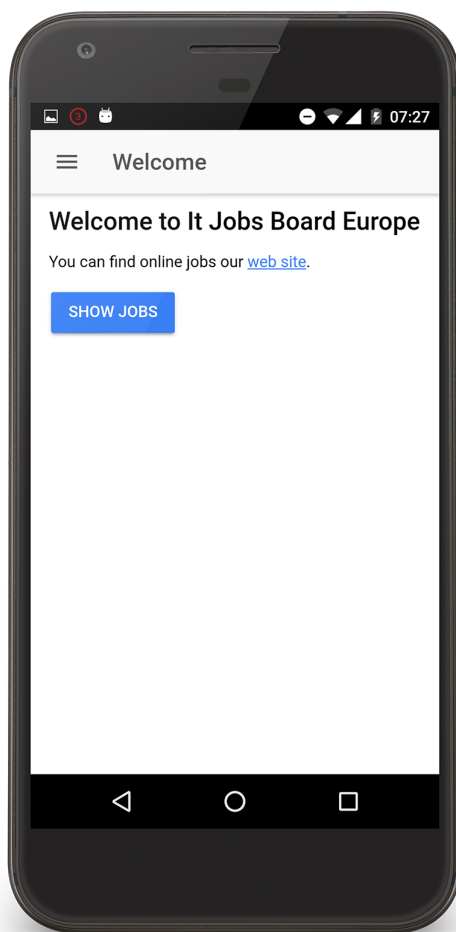 3
07:27
Welcome
Welcome to It Jobs Board Europe
You can find online jobs our web site.
SHOW JOBS